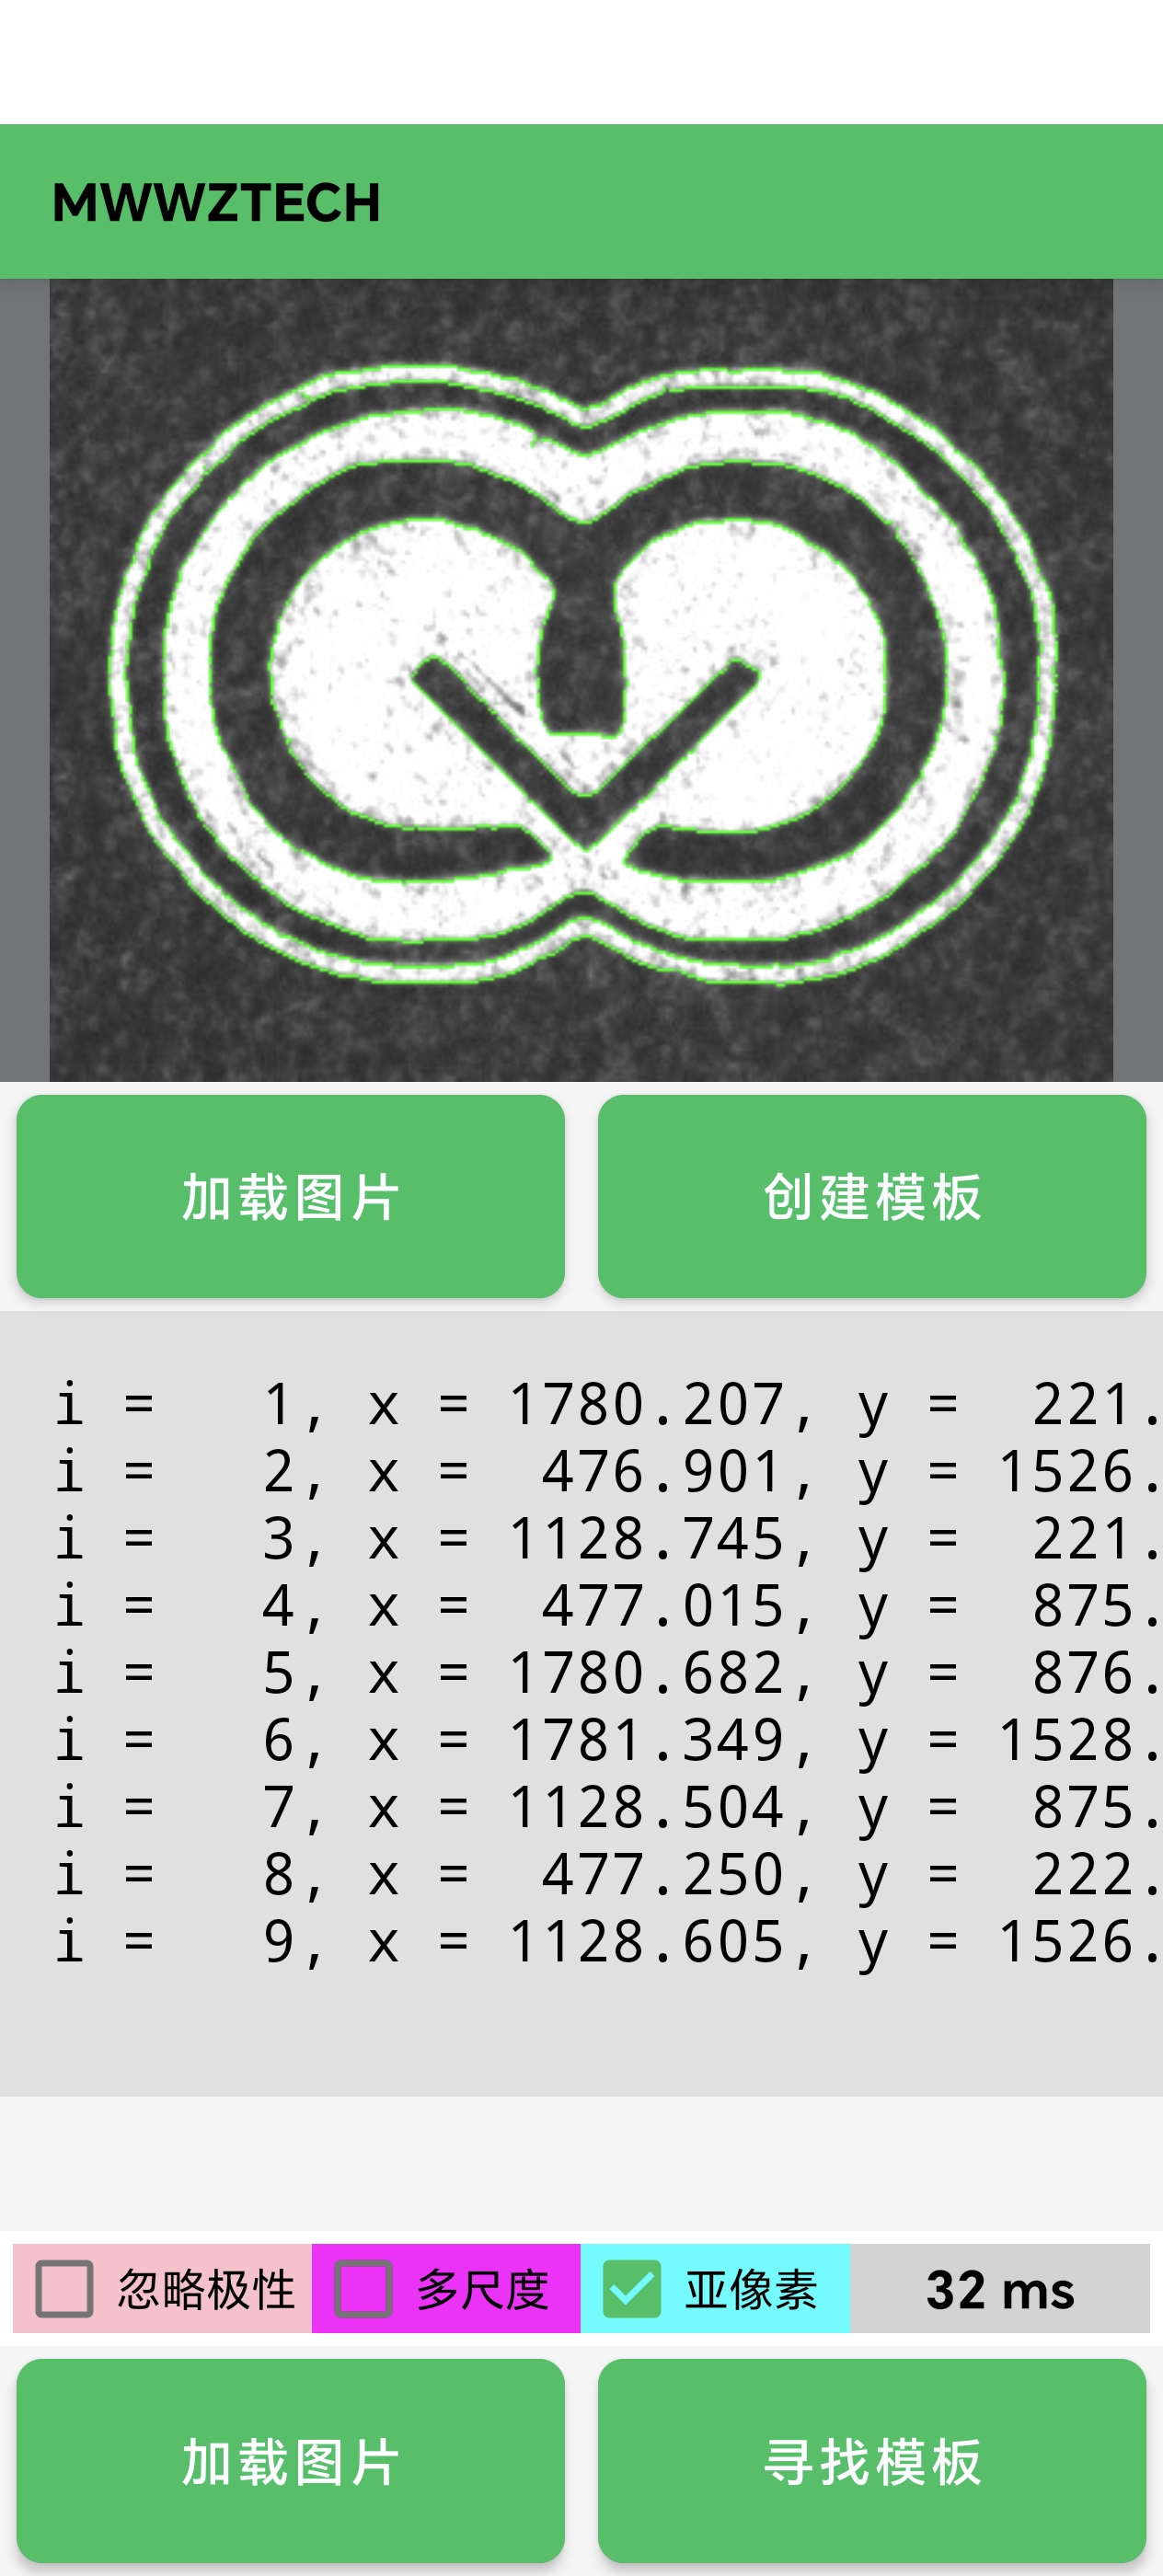 MWWZTECH
加载图片 创建模板
i =   1, x = 1780.207, y =  221.
i =   2, x =  476.901, y = 1526.
i =   3, x = 1128.745, y =  221.
i =   4, x =  477.015, y =  875.
i =   5, x = 1780.682, y =  876.
i =   6, x = 1781.349, y = 1528.
i =   7, x = 1128.504, y =  875.
i =   8, x =  477.250, y =  222.
i =   9, x = 1128.605, y = 1526.
忽略极性 多尺度 亚像素 32 ms
加载图片 寻找模板